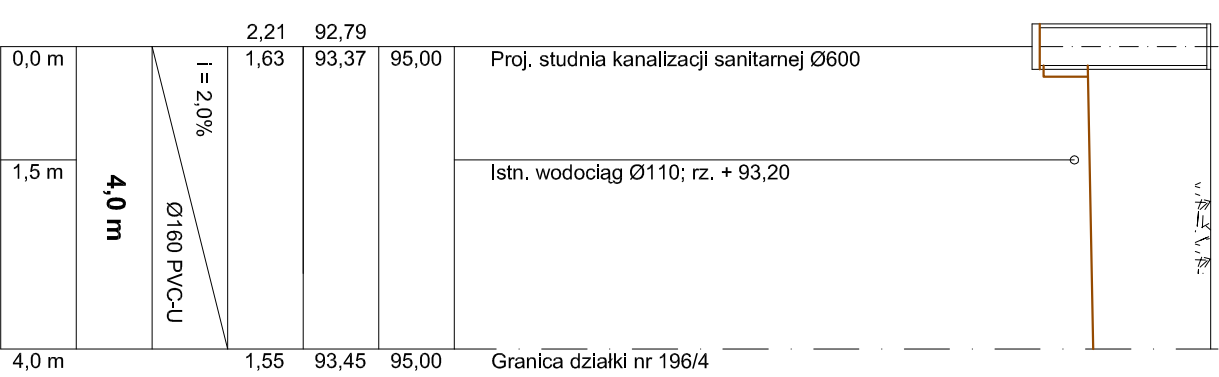 2,21 92,79
0,0 m 1,63 93,37 95,00 Proj. studnia kanalizacji sanitarnej Ø600
i = 2,0%
1,5 m Istn. wodociąg Ø110; rz. + 93,20
4,0 m
Ø160 PVC-U
4,0 m 1,55 93,45 95,00 Granica działki nr 196/4